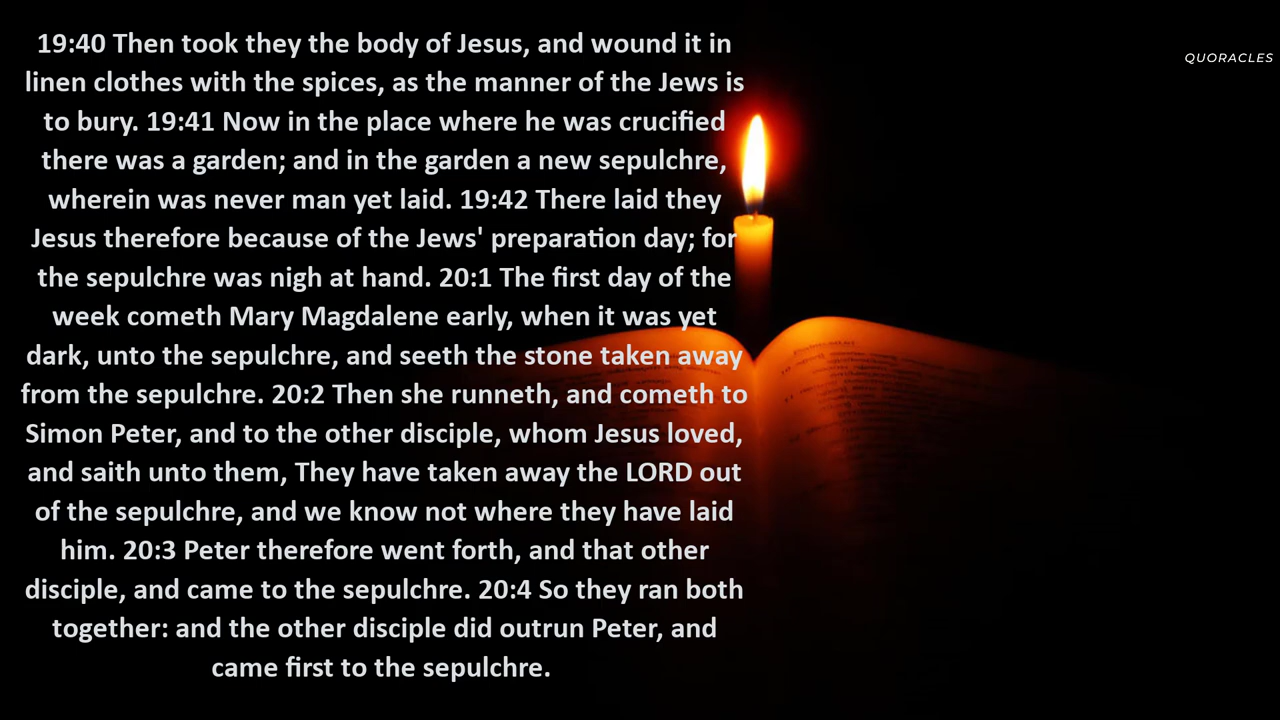 19:40 Then took they the body of Jesus, and wound it in
linen clothes with the spices, as the manner of the Jews is
to bury. 19:41 Now in the place where he was crucified
there was a garden; and in the garden a new sepulchre,
wherein was never man yet laid. 19:42 There laid they
Jesus therefore because of the Jews' preparation day; for
the sepulchre was nigh at hand. 20:1 The first day of the
week cometh Mary Magdalene early, when it was yet
dark, unto the sepulchre, and seeth the stone taken away
from the sepulchre. 20:2 Then she runneth, and cometh to
Simon Peter, and to the other disciple, whom Jesus loved,
and saith unto them, They have taken away the LORD out
of the sepulchre, and we know not where they have laid
him. 20:3 Peter therefore went forth, and that other
disciple, and came to the sepulchre. 20:4 So they ran both
together: and the other disciple did outrun Peter, and
came first to the sepulchre.
QUORACLES